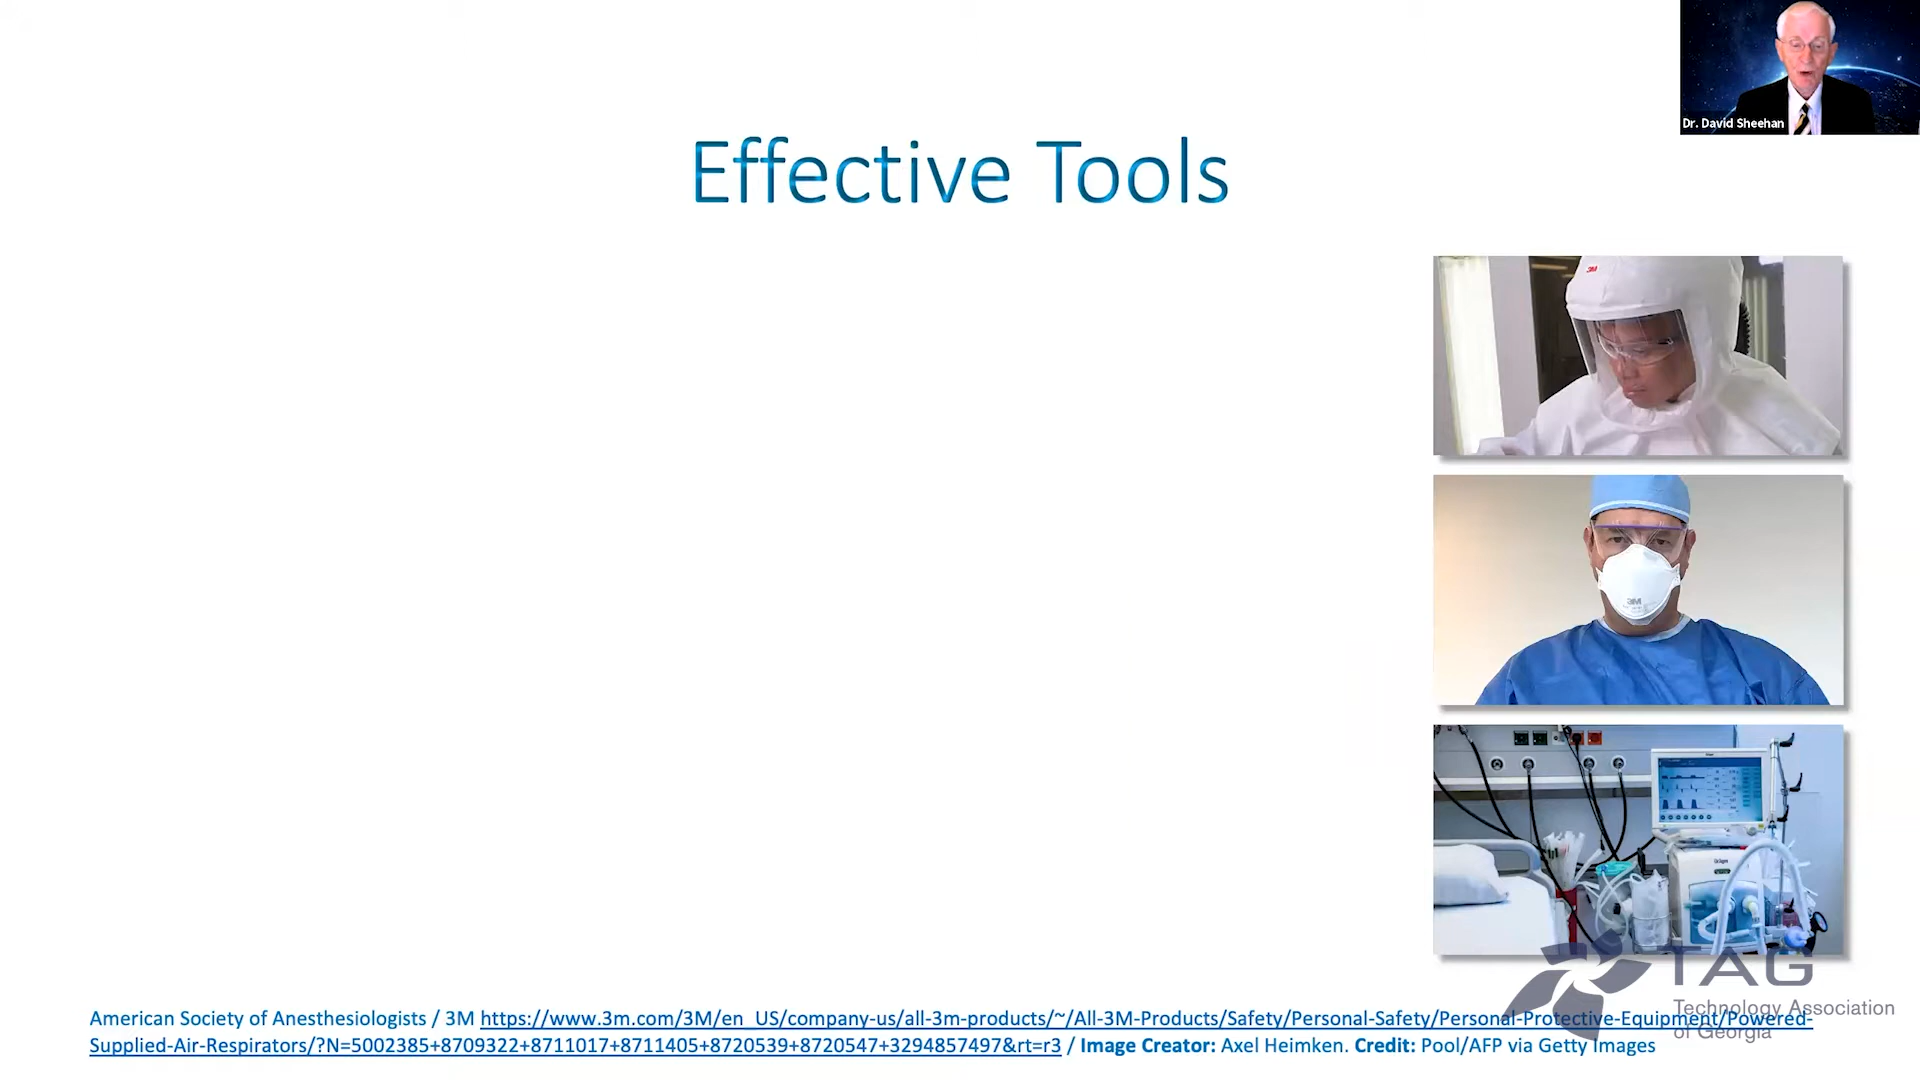 Dr. David Sheehan
Effective Tools
3M
3M
American Society of Anesthesiologists / 3M https://www.3m.com/3M/en_US/company-us/all-3m-products/~/All-3M-Products/Safety/Personal-Safety/Personal-Protective-Equipment/Powered-
Supplied-Air-Respirators/?N=5002385+8709322+8711017+8711405+8720539+8720547+3294857497&rt=r3 / Image Creator: Axel Heimken. Credit: Pool/AFP via Getty Images
TAG
Technology Association
of Georgia